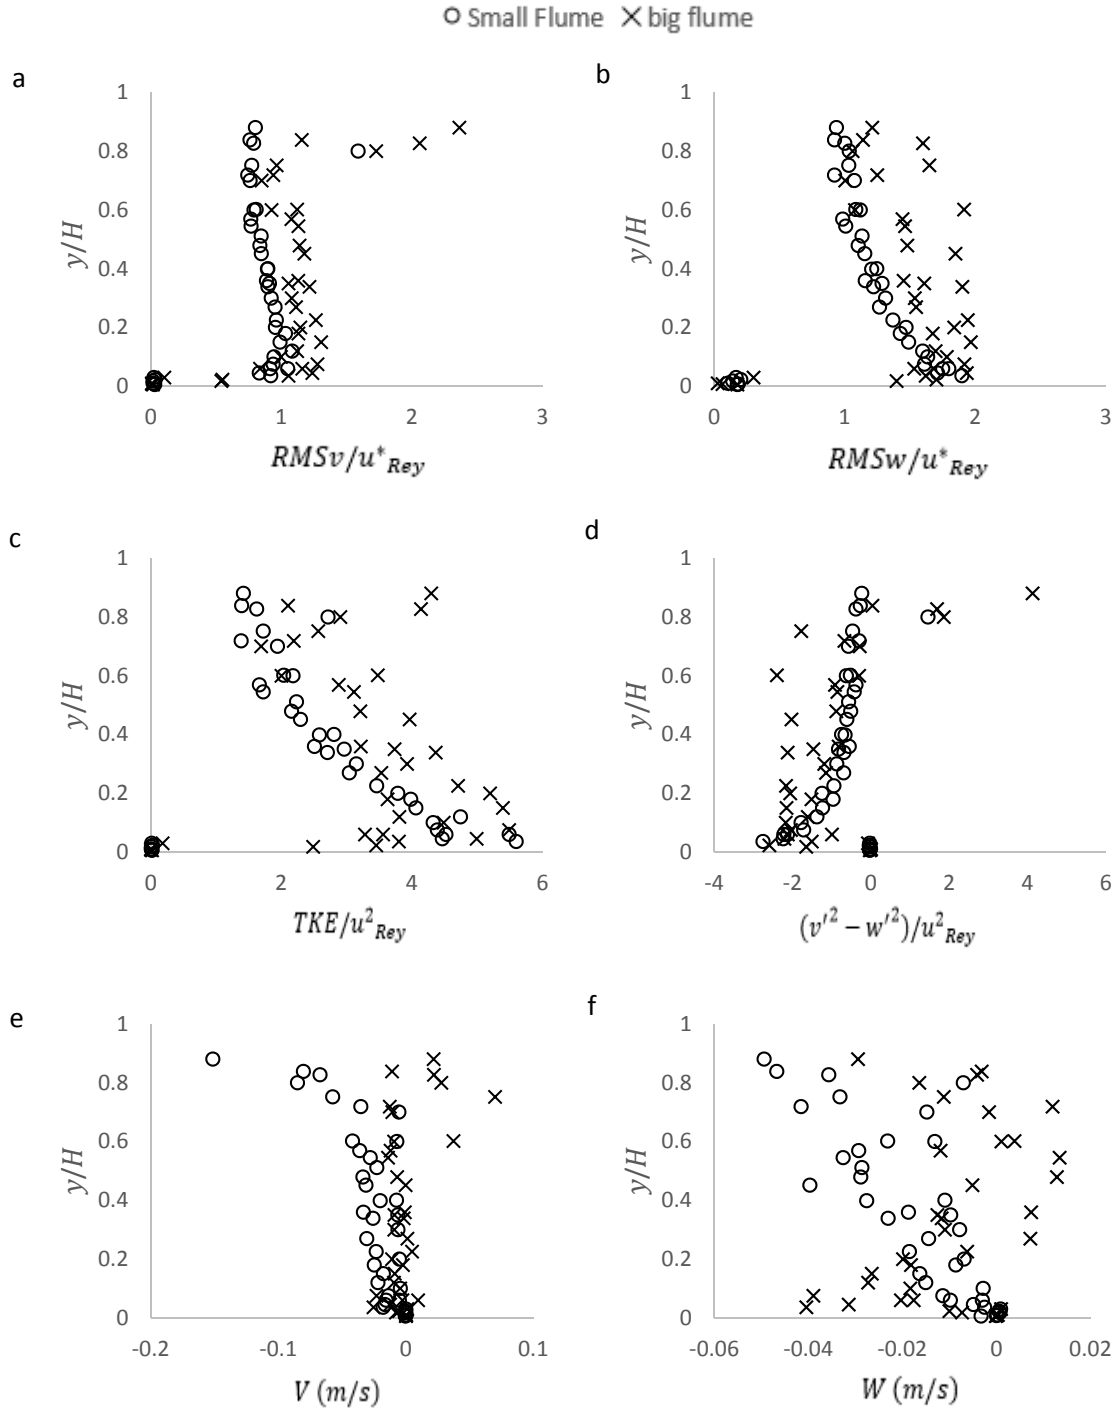 Small Flume big flume
a
b
1
0.8
0.6
0.4
0.2
0
y/H
0 1 2 3
RMSv/u*Rey
1
0.8
0.6
0.4
0.2
0
y/H
0 1 2 3
RMSw/u*Rey
c
d
1
0.8
0.6
0.4
0.2
0
y/H
0 2 4 6
TKE/u²Rey
1
0.8
0.6
0.4
0.2
0
y/H
-4 -2 0 2 4 6
(v′² − w′²)/u²Rey
e
f
1
0.8
0.6
0.4
0.2
0
y/H
-0.2 -0.1 0 0.1
V (m/s)
1
0.8
0.6
0.4
0.2
0
y/H
-0.06 -0.04 -0.02 0 0.02
W (m/s)